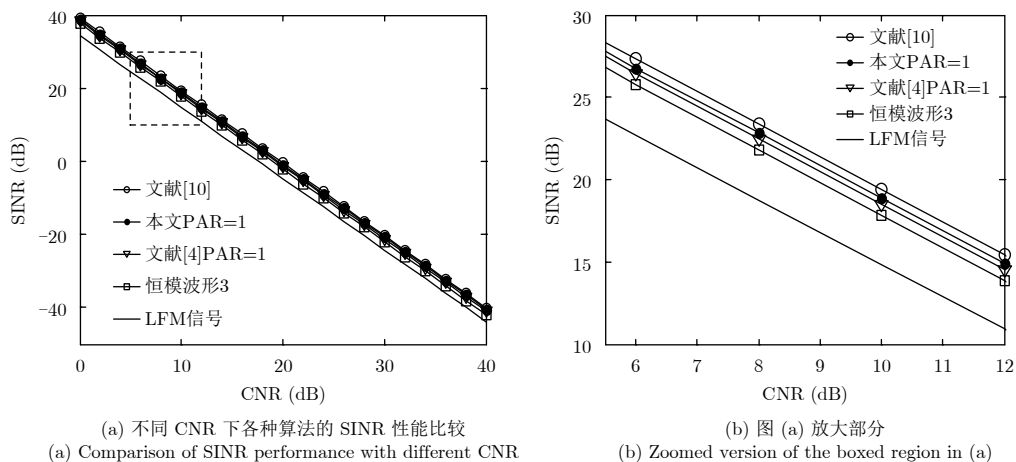 40
20
0
−20
−40
SINR (dB)
文献[10]
本文PAR=1
文献[4]PAR=1
恒模波形3
LFM信号
0
10
20
30
40
CNR (dB)
(a) 不同 CNR 下各种算法的 SINR 性能比较
(a) Comparison of SINR performance with different CNR
30
25
20
15
10
SINR (dB)
文献[10]
本文PAR=1
文献[4]PAR=1
恒模波形3
LFM信号
6
7
8
9
10
11
12
CNR (dB)
(b) 图 (a) 放大部分
(b) Zoomed version of the boxed region in (a)